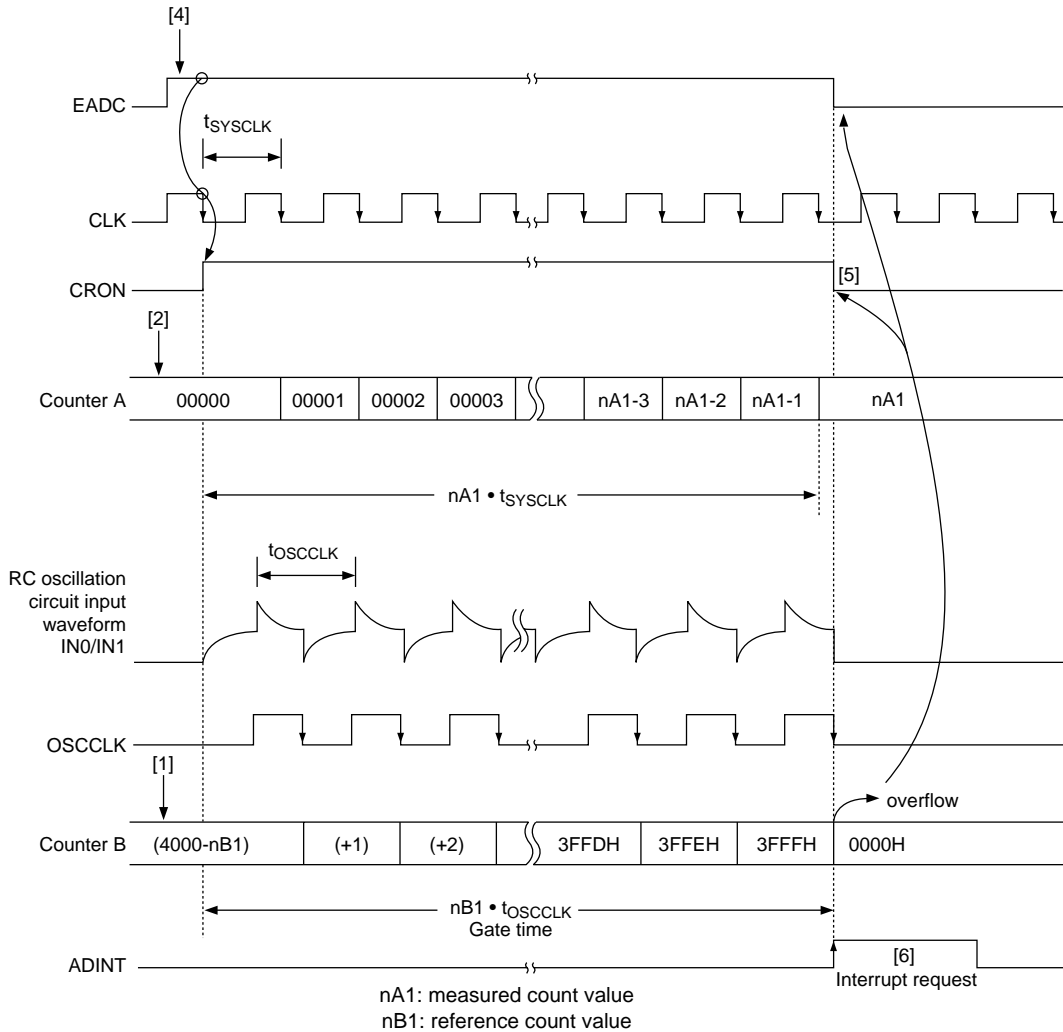 [4]
EADC
tSYSCLK
CLK
CRON
[5]
[2]
Counter A 00000 00001 00002 00003 nA1-3 nA1-2 nA1-1 nA1
nA1 • tSYSCLK
tOSCCLK
RC oscillation
circuit input
waveform
IN0/IN1
OSCCLK
[1]
overflow
Counter B (4000-nB1) (+1) (+2) 3FFDH 3FFEH 3FFFH 0000H
nB1 • tOSCCLK
Gate time
ADINT
[6]
Interrupt request
nA1: measured count value
nB1: reference count value